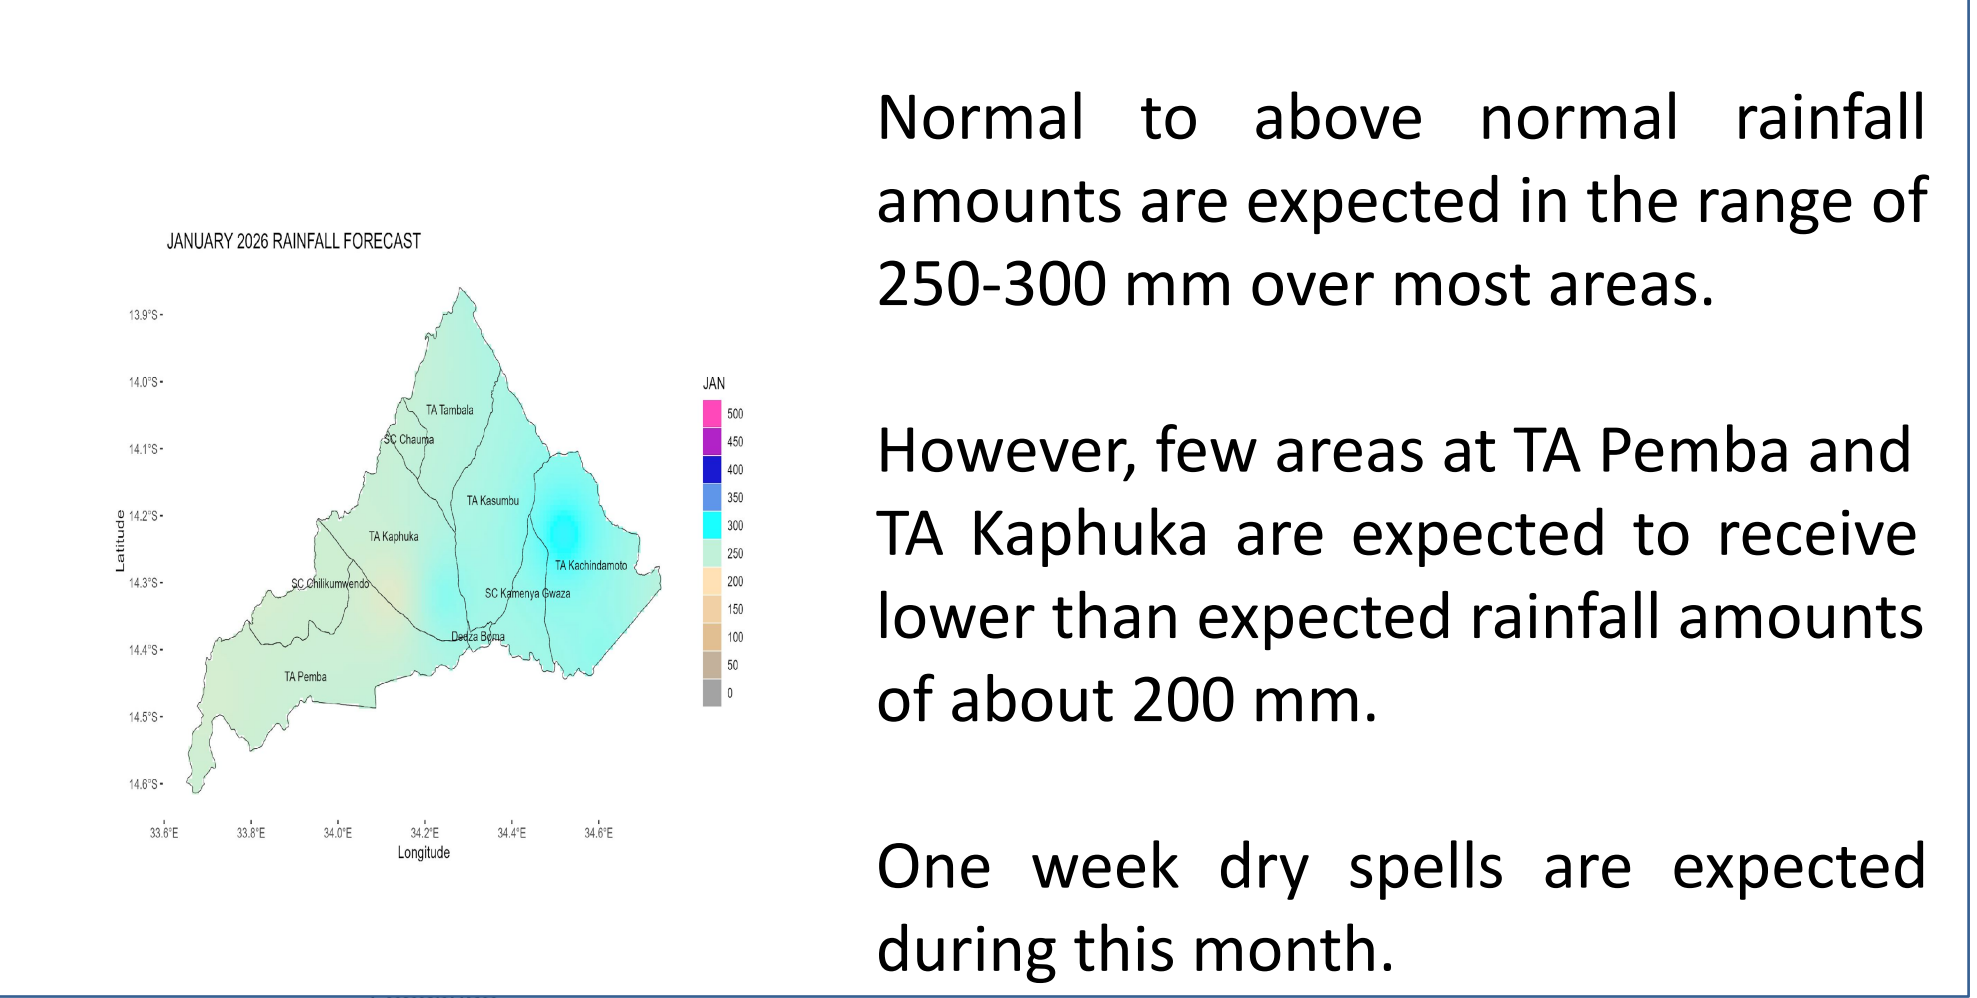 JANUARY 2026 RAINFALL FORECAST
13.9°S
14.0°S
14.1°S
14.2°S
14.3°S
14.4°S
14.5°S
14.6°S
Latitude
TA Tambala
SC Chauma
TA Kasumbu
TA Kaphuka
TA Kachindamoto
SC Chilikumwendo
SC Kamenya Gwaza
Dedza Boma
TA Pemba
33.6°E 33.8°E 34.0°E 34.2°E 34.4°E 34.6°E
Longitude
JAN
500
450
400
350
300
250
200
150
100
50
0
Normal to above normal rainfall
amounts are expected in the range of
250-300 mm over most areas.
However, few areas at TA Pemba and
TA Kaphuka are expected to receive
lower than expected rainfall amounts
of about 200 mm.
One week dry spells are expected
during this month.